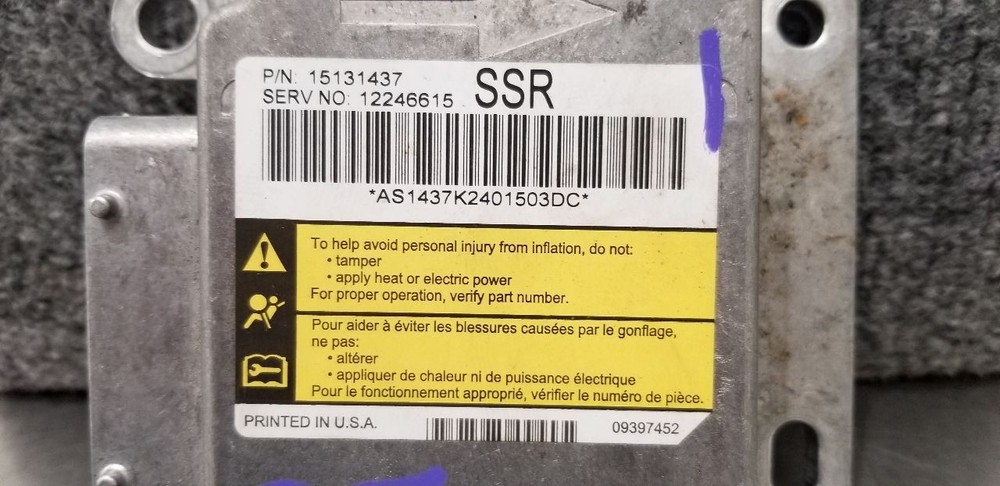 P/N: 15131437
SERV NO: 12246615 SSR
*AS1437K2401503DC*
To help avoid personal injury from inflation, do not:
• tamper
• apply heat or electric power
For proper operation, verify part number.
Pour aider à éviter les blessures causées par le gonflage,
ne pas:
• altérer
• appliquer de chaleur ni de puissance électrique
Pour le fonctionnement approprié, vérifier le numéro de pièce.
PRINTED IN U.S.A. 09397452